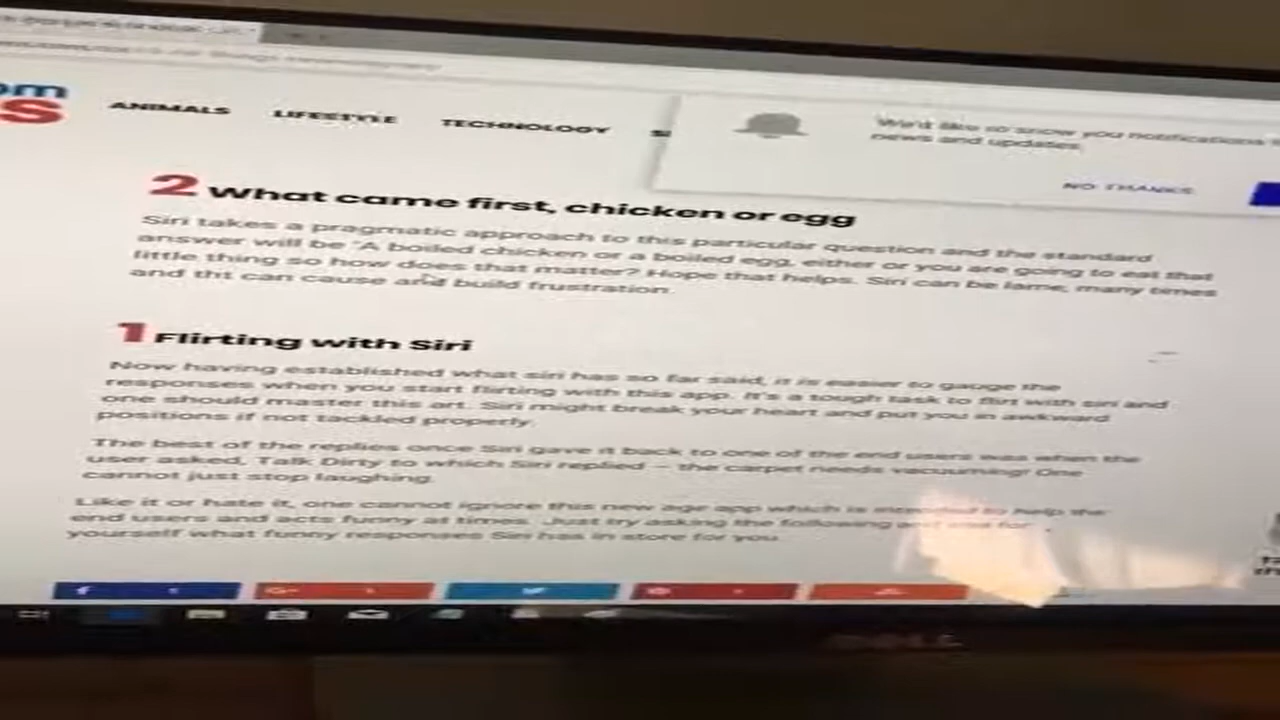 om
S
ANIMALS LIFESTYLE TECHNOLOGY
We'd like to show you notifications
news and updates.
NO THANKS
2 What came first, chicken or egg
Siri takes a pragmatic approach to this particular question and the standard
answer will be 'A boiled chicken or a boiled egg, either or you are going to eat that
little thing so how does that matter? Hope that helps. Siri can be lame, many times
and tht can cause and build frustration.
1 Flirting with Siri
Now having established what siri has so far said, it is easier to gauge the
responses when you start flirting with this app. It's a tough task to flirt with siri and
one should master this art. Siri might break your heart and put you in awkward
positions if not tackled properly.
The best of the replies once Siri gave it back to one of the end users was when the
user asked, Talk Dirty to which Siri replied – the carpet needs vacuuming! One
cannot just stop laughing.
Like it or hate it, one cannot ignore this new age app which is intended to help the
end users and acts funny at times. Just try asking the following and see for
yourself what funny responses Siri has in store for you.
DELL